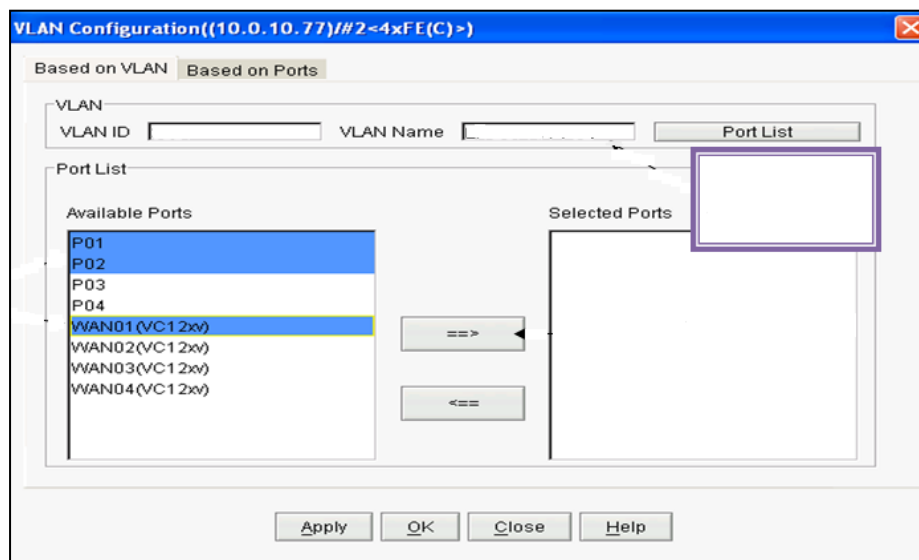 VLAN Configuration((10.0.10.77)/#2<4xFE(C)>)
Based on VLAN Based on Ports
VLAN
VLAN ID VLAN Name Port List
Port List
Available Ports Selected Ports
P01
P02
P03
P04
WAN01(VC12xv)
WAN02(VC12xv)
WAN03(VC12xv)
WAN04(VC12xv)
==>
<==
Apply OK Close Help